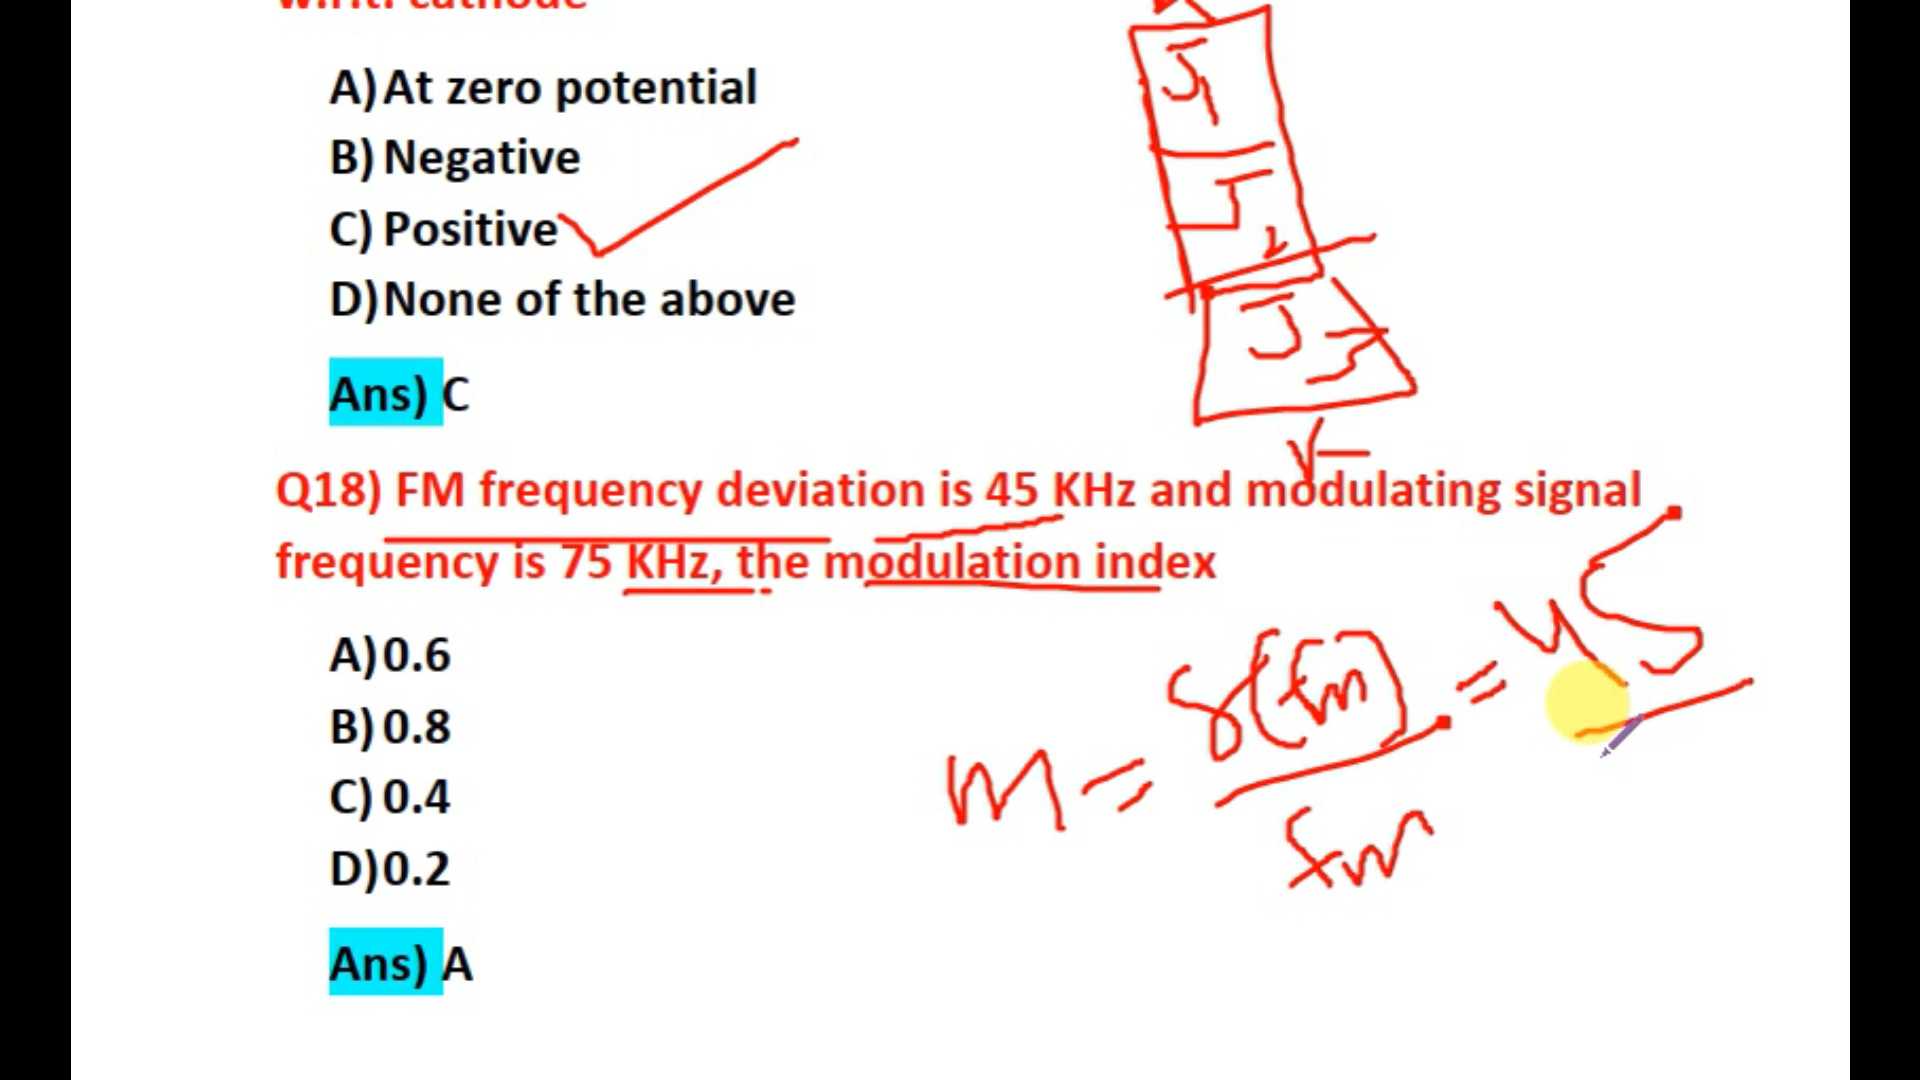 w.r.t. cathode
A) At zero potential
B) Negative
C) Positive
D) None of the above
Ans) C
J1
J2
J3
Q18) FM frequency deviation is 45 KHz and modulating signal
frequency is 75 KHz, the modulation index
A) 0.6
B) 0.8
C) 0.4
D) 0.2
Ans) A
m = δ(fm) = 45
fm